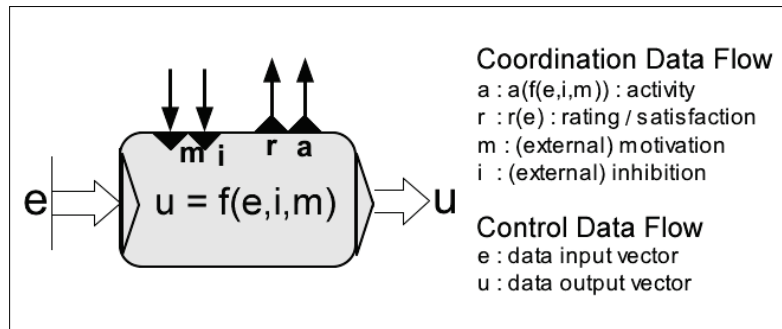 m i r a
e u = f(e,i,m) u
Coordination Data Flow
a : a(f(e,i,m)) : activity
r : r(e) : rating / satisfaction
m : (external) motivation
i : (external) inhibition
Control Data Flow
e : data input vector
u : data output vector